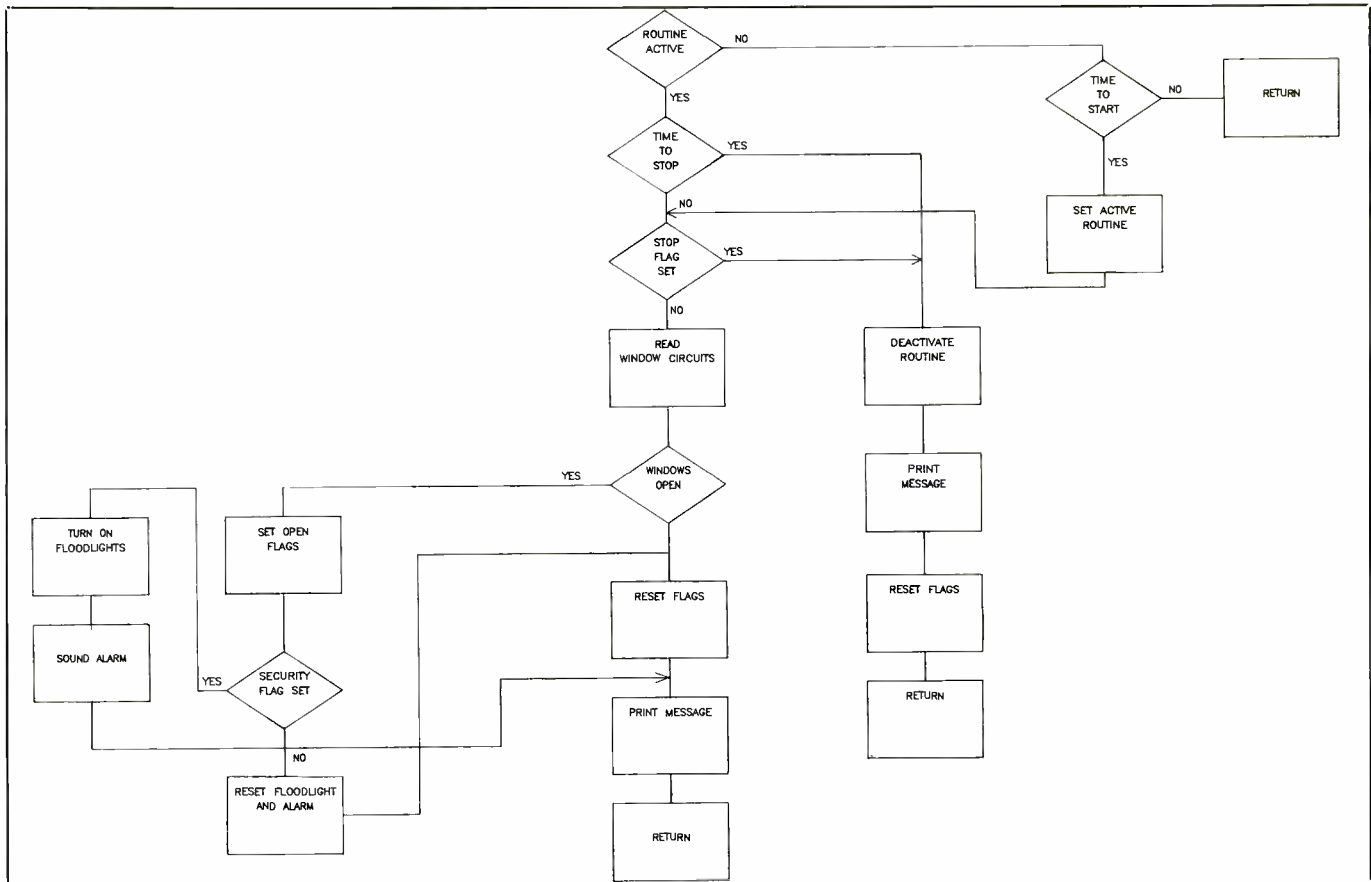 ROUTINE
ACTIVE
NO
YES
TIME
TO
START
NO
RETURN
YES
TIME
TO
STOP
YES
NO
SET ACTIVE
ROUTINE
STOP
FLAG
SET
YES
NO
READ
WINDOW CIRCUITS
DEACTIVATE
ROUTINE
WINDOWS
OPEN
YES
PRINT
MESSAGE
TURN ON
FLOODLIGHTS
SET OPEN
FLAGS
RESET FLAGS
RESET FLAGS
SOUND ALARM
YES
SECURITY
FLAG SET
NO
PRINT MESSAGE
RETURN
RESET FLOODLIGHT
AND ALARM
RETURN